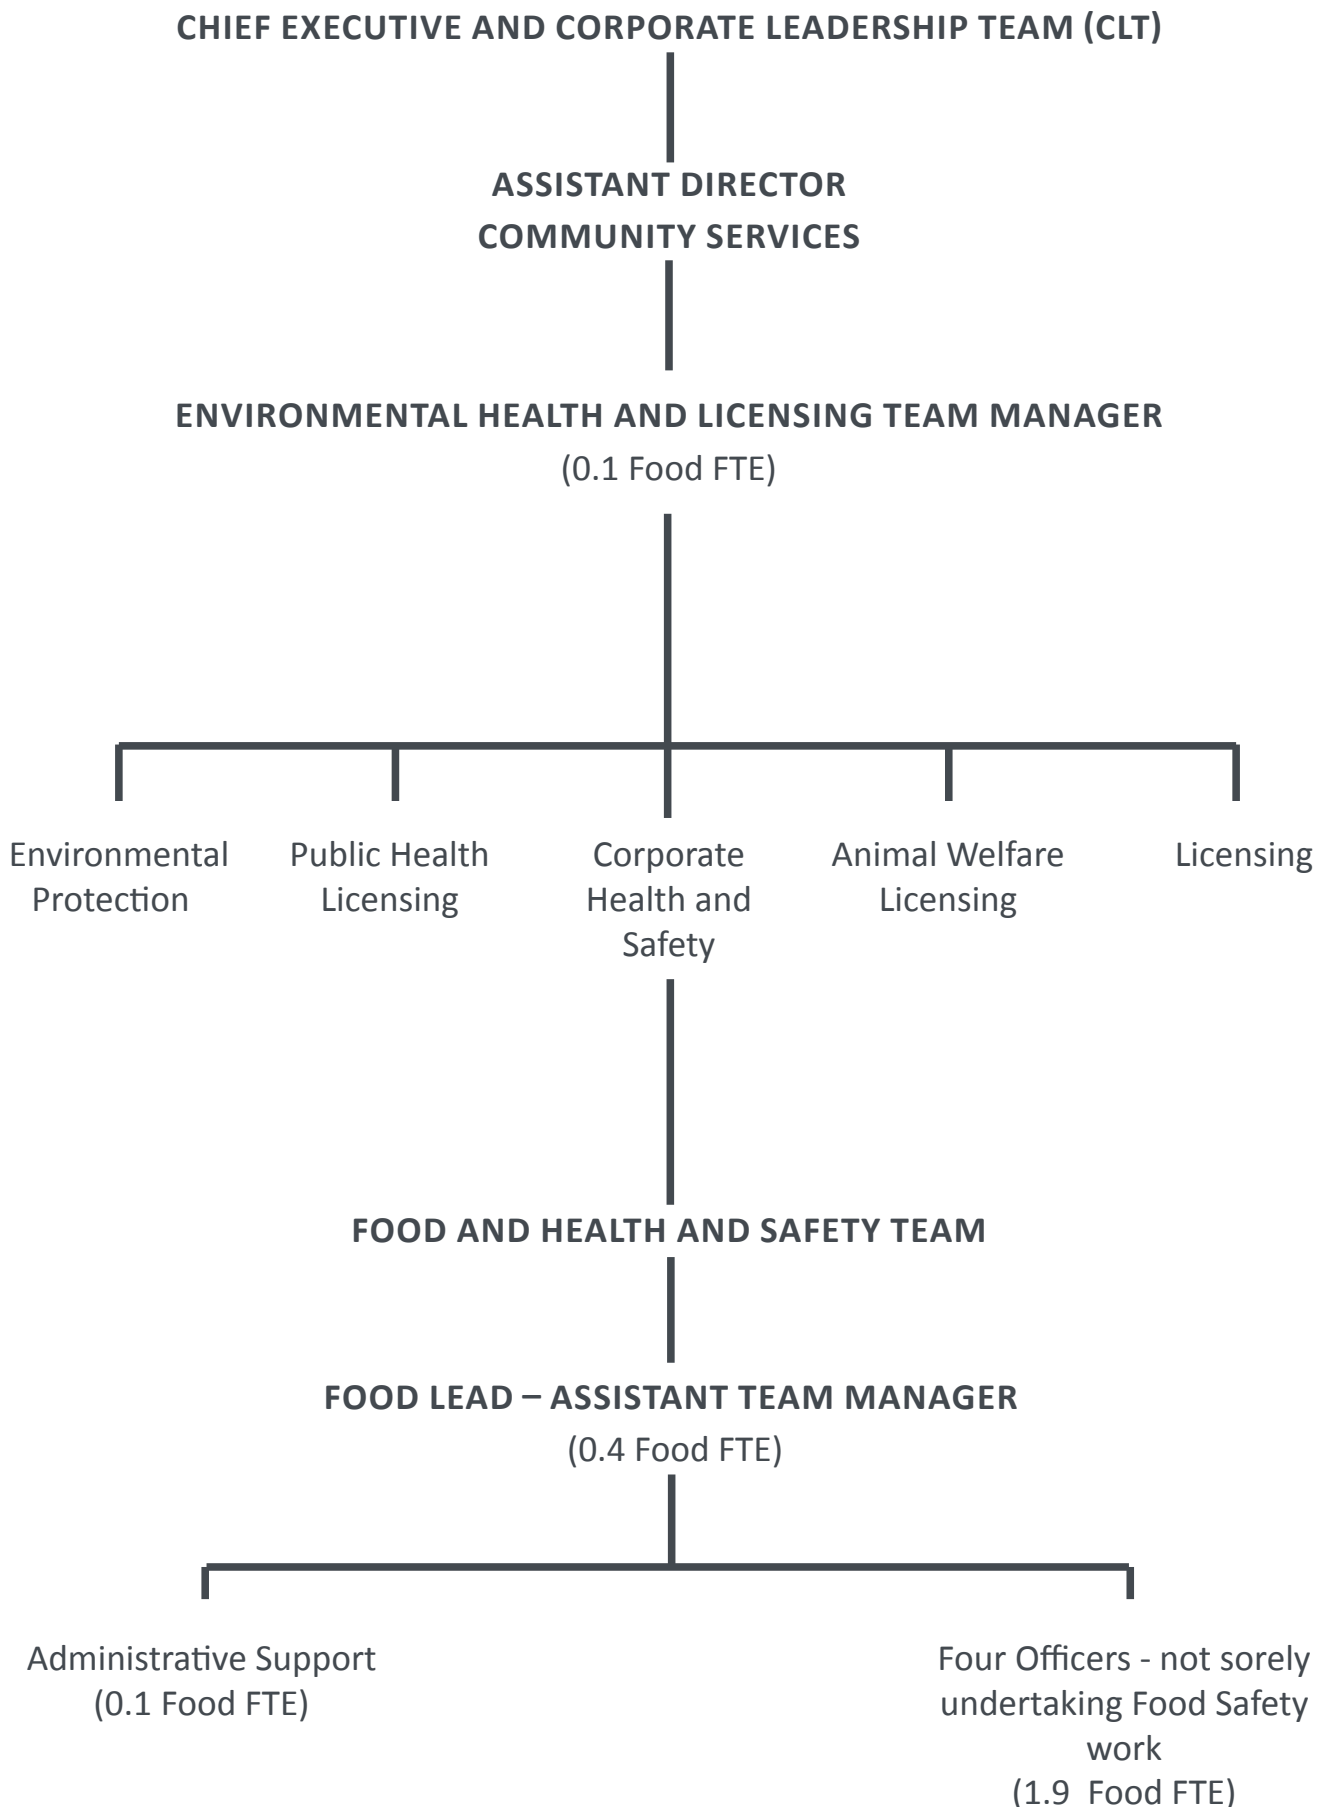 CHIEF EXECUTIVE AND CORPORATE LEADERSHIP TEAM (CLT)
ASSISTANT DIRECTOR
COMMUNITY SERVICES
ENVIRONMENTAL HEALTH AND LICENSING TEAM MANAGER
(0.1 Food FTE)
Environmental
Protection
Public Health
Licensing
Corporate
Health and
Safety
Animal Welfare
Licensing
Licensing
FOOD AND HEALTH AND SAFETY TEAM
FOOD LEAD – ASSISTANT TEAM MANAGER
(0.4 Food FTE)
Administrative Support
(0.1 Food FTE)
Four Officers - not sorely
undertaking Food Safety
work
(1.9  Food FTE)